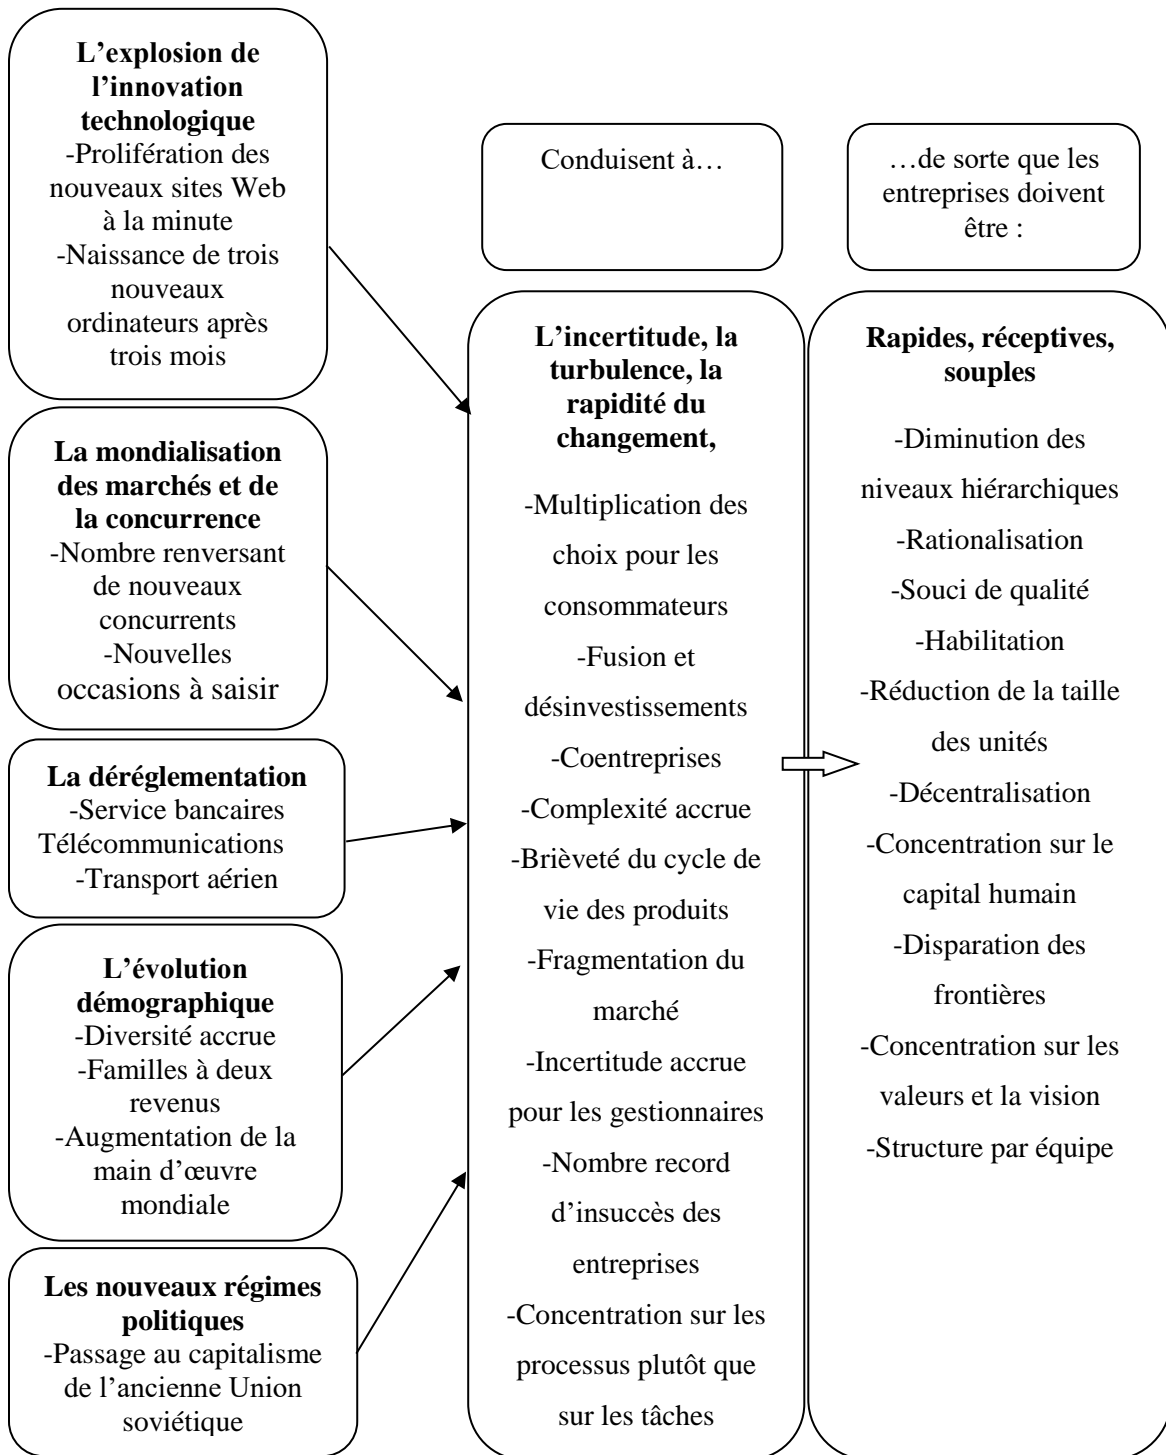 L’explosion de
l’innovation
technologique
-Prolifération des
nouveaux sites Web
à la minute
-Naissance de trois
nouveaux
ordinateurs après
trois mois
La mondialisation
des marchés et de
la concurrence
-Nombre renversant
de nouveaux
concurrents
-Nouvelles
occasions à saisir
La déréglementation
-Service bancaires
Télécommunications
-Transport aérien
L’évolution
démographique
-Diversité accrue
-Familles à deux
revenus
-Augmentation de la
main d’œuvre
mondiale
Les nouveaux régimes
politiques
-Passage au capitalisme
de l’ancienne Union
soviétique
Conduisent à…
L’incertitude, la
turbulence, la
rapidité du
changement,
-Multiplication des
choix pour les
consommateurs
-Fusion et
désinvestissements
-Coentreprises
-Complexité accrue
-Brièveté du cycle de
vie des produits
-Fragmentation du
marché
-Incertitude accrue
pour les gestionnaires
-Nombre record
d’insuccès des
entreprises
-Concentration sur les
processus plutôt que
sur les tâches
…de sorte que les
entreprises doivent
être :
Rapides, réceptives,
souples
-Diminution des
niveaux hiérarchiques
-Rationalisation
-Souci de qualité
-Habilitation
-Réduction de la taille
des unités
-Décentralisation
-Concentration sur le
capital humain
-Disparation des
frontières
-Concentration sur les
valeurs et la vision
-Structure par équipe